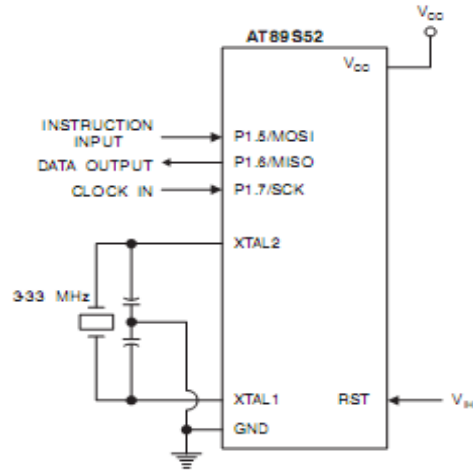 AT89S52
VCC
VCC
INSTRUCTION
INPUT
P1.5/MOSI
DATA OUTPUT
P1.6/MISO
CLOCK IN
P1.7/SCK
XTAL2
3-33 MHz
XTAL1
RST
VIH
GND